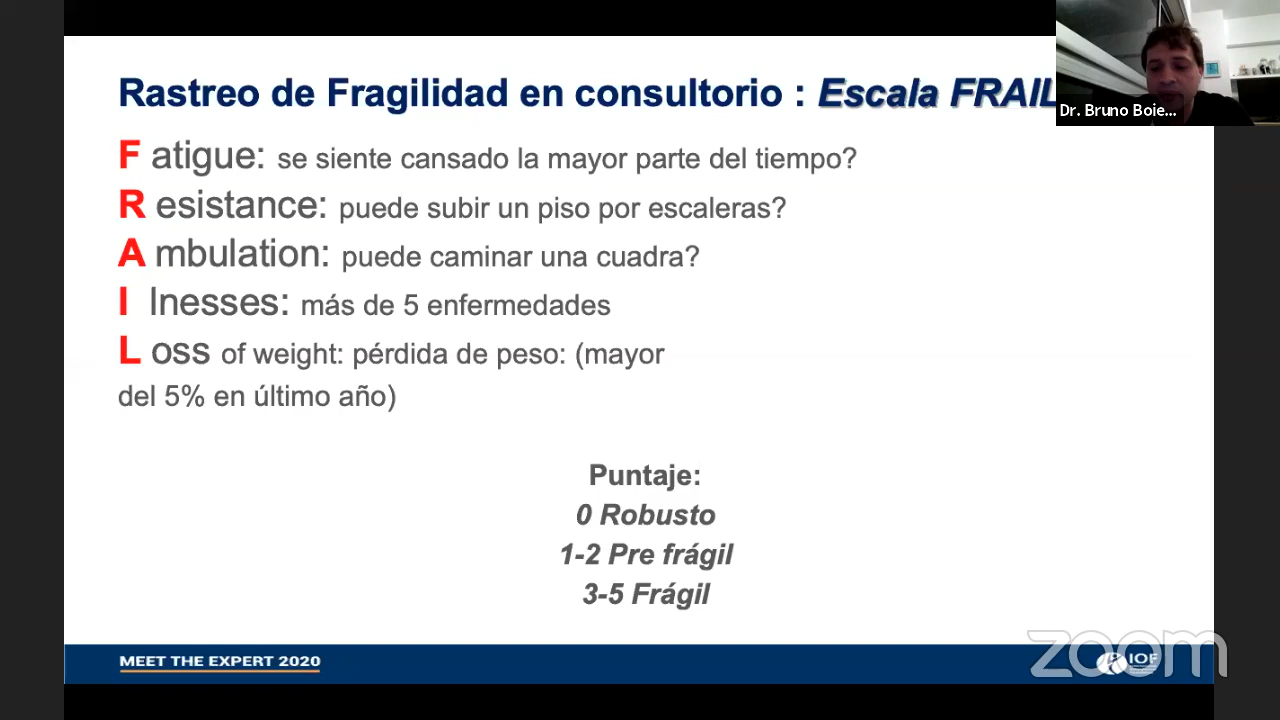 Rastreo de Fragilidad en consultorio : Escala FRAIL
Dr. Bruno Boie...
F atigue: se siente cansado la mayor parte del tiempo?
R esistance: puede subir un piso por escaleras?
A mbulation: puede caminar una cuadra?
I lnesses: más de 5 enfermedades
L oss of weight: pérdida de peso: (mayor
del 5% en último año)
Puntaje:
0 Robusto
1-2 Pre frágil
3-5 Frágil
MEET THE EXPERT 2020
IOF
zoom